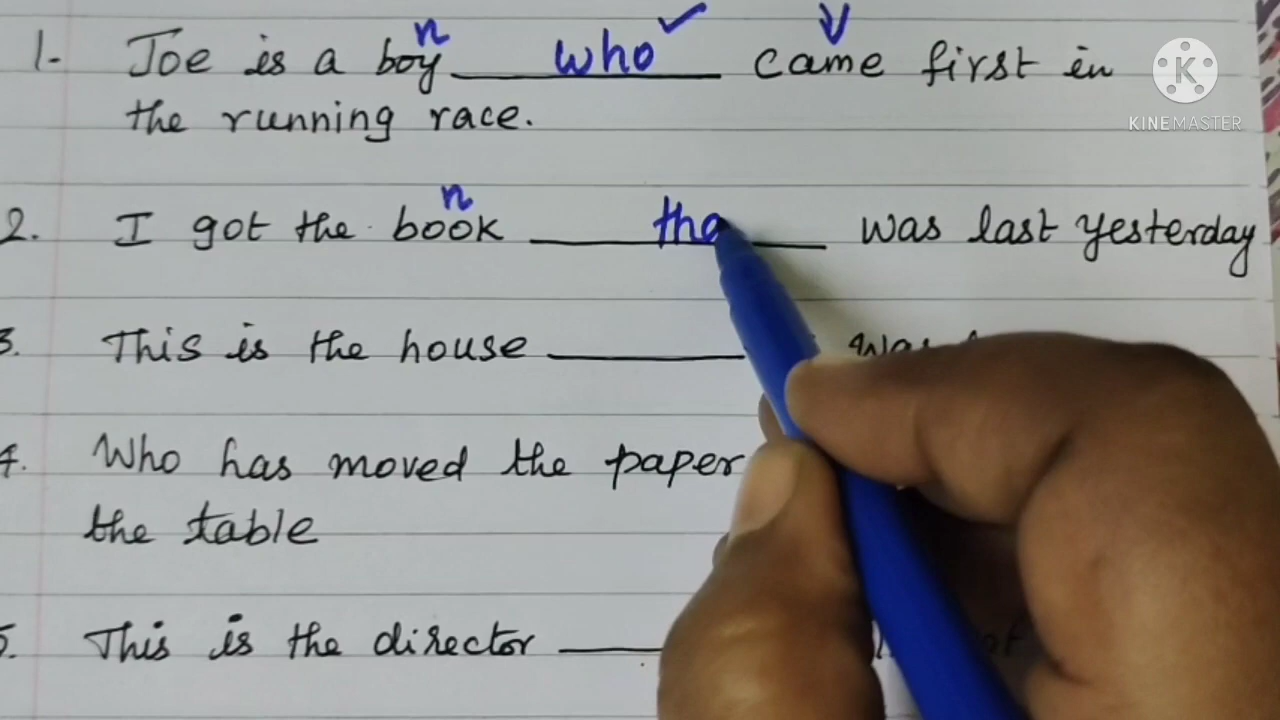 n
1. Joe is a boy who ✓ came first in
the running race.
K
KINEMASTER
n
2. I got the book tha was last yesterday
3. This is the house was
4. Who has moved the paper
the table
5. This is the director